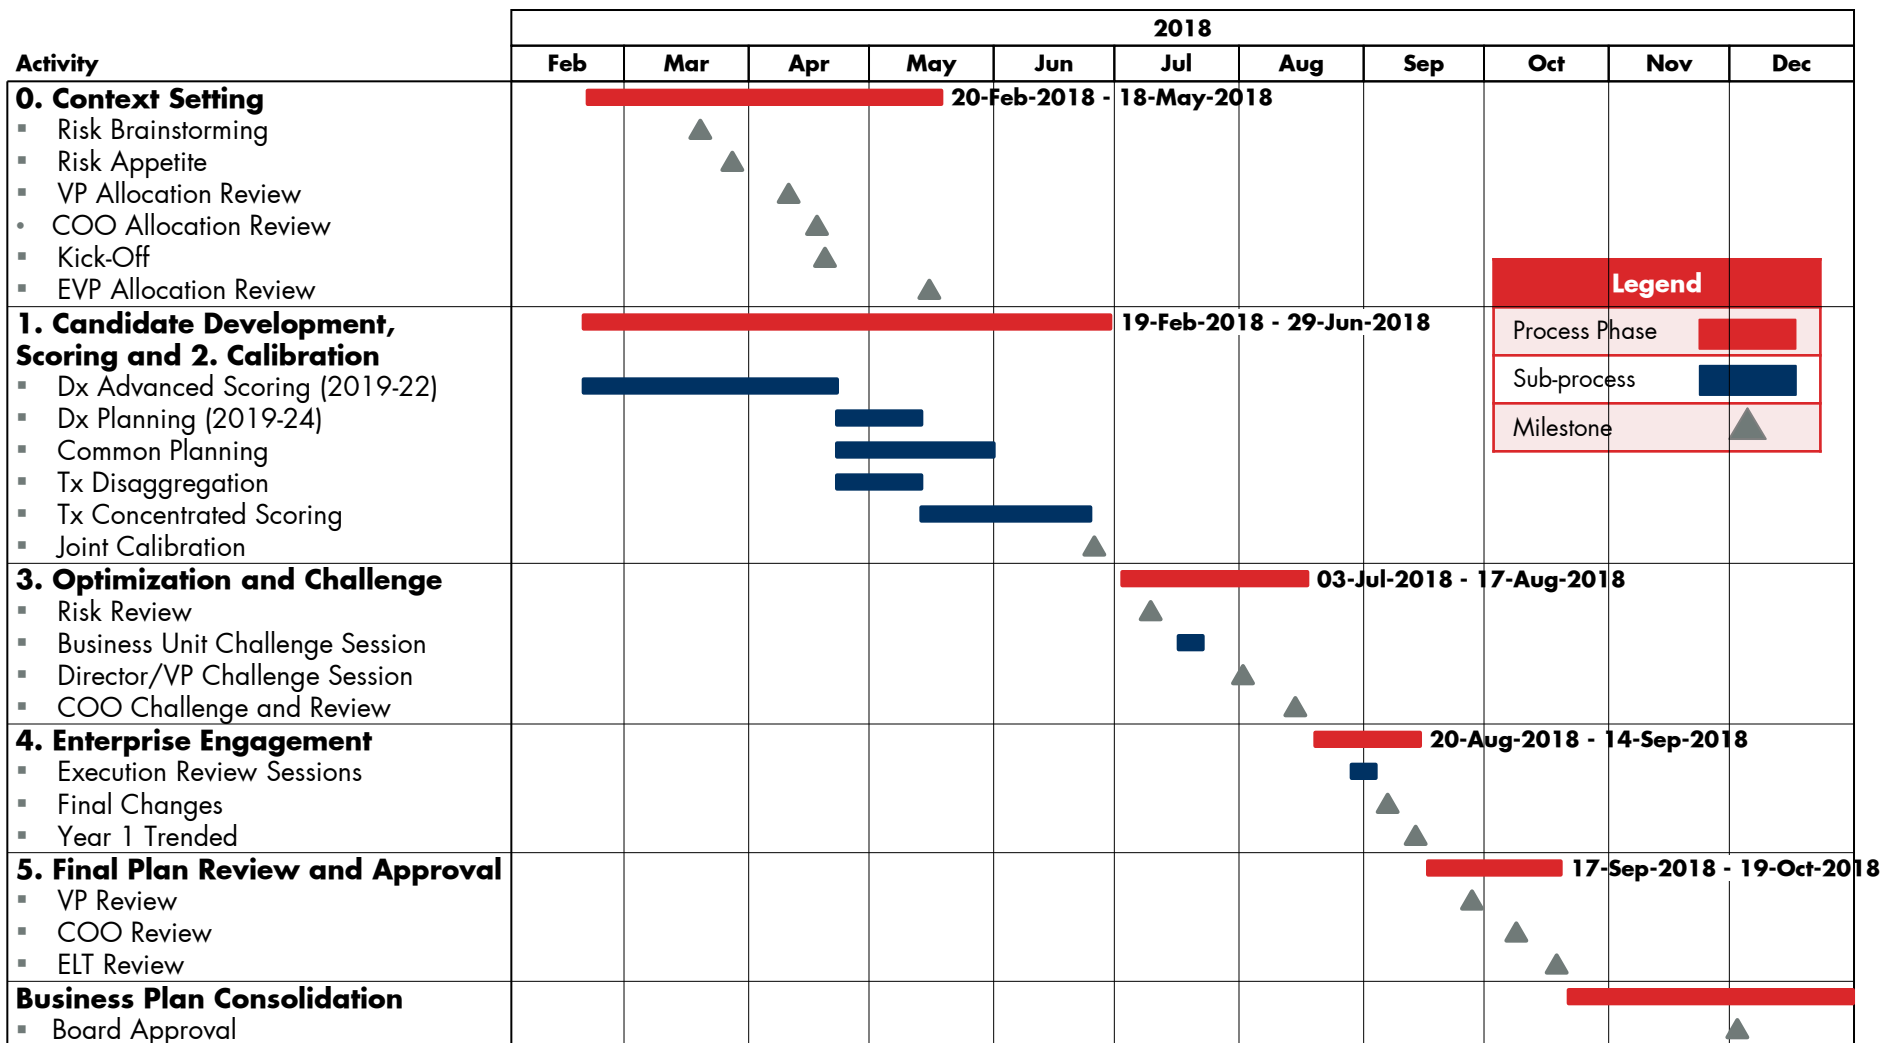 2018
Activity
Feb Mar Apr May Jun Jul Aug Sep Oct Nov Dec
0. Context Setting 20-Feb-2018 - 18-May-2018
▪ Risk Brainstorming
▪ Risk Appetite
▪ VP Allocation Review
• COO Allocation Review
▪ Kick-Off
▪ EVP Allocation Review
Legend
Process Phase
Sub-process
Milestone
1. Candidate Development,
Scoring and 2. Calibration
19-Feb-2018 - 29-Jun-2018
▪ Dx Advanced Scoring (2019-22)
▪ Dx Planning (2019-24)
▪ Common Planning
▪ Tx Disaggregation
▪ Tx Concentrated Scoring
▪ Joint Calibration
3. Optimization and Challenge 03-Jul-2018 - 17-Aug-2018
▪ Risk Review
▪ Business Unit Challenge Session
▪ Director/VP Challenge Session
▪ COO Challenge and Review
4. Enterprise Engagement 20-Aug-2018 - 14-Sep-2018
▪ Execution Review Sessions
▪ Final Changes
▪ Year 1 Trended
5. Final Plan Review and Approval 17-Sep-2018 - 19-Oct-2018
▪ VP Review
▪ COO Review
▪ ELT Review
Business Plan Consolidation
▪ Board Approval